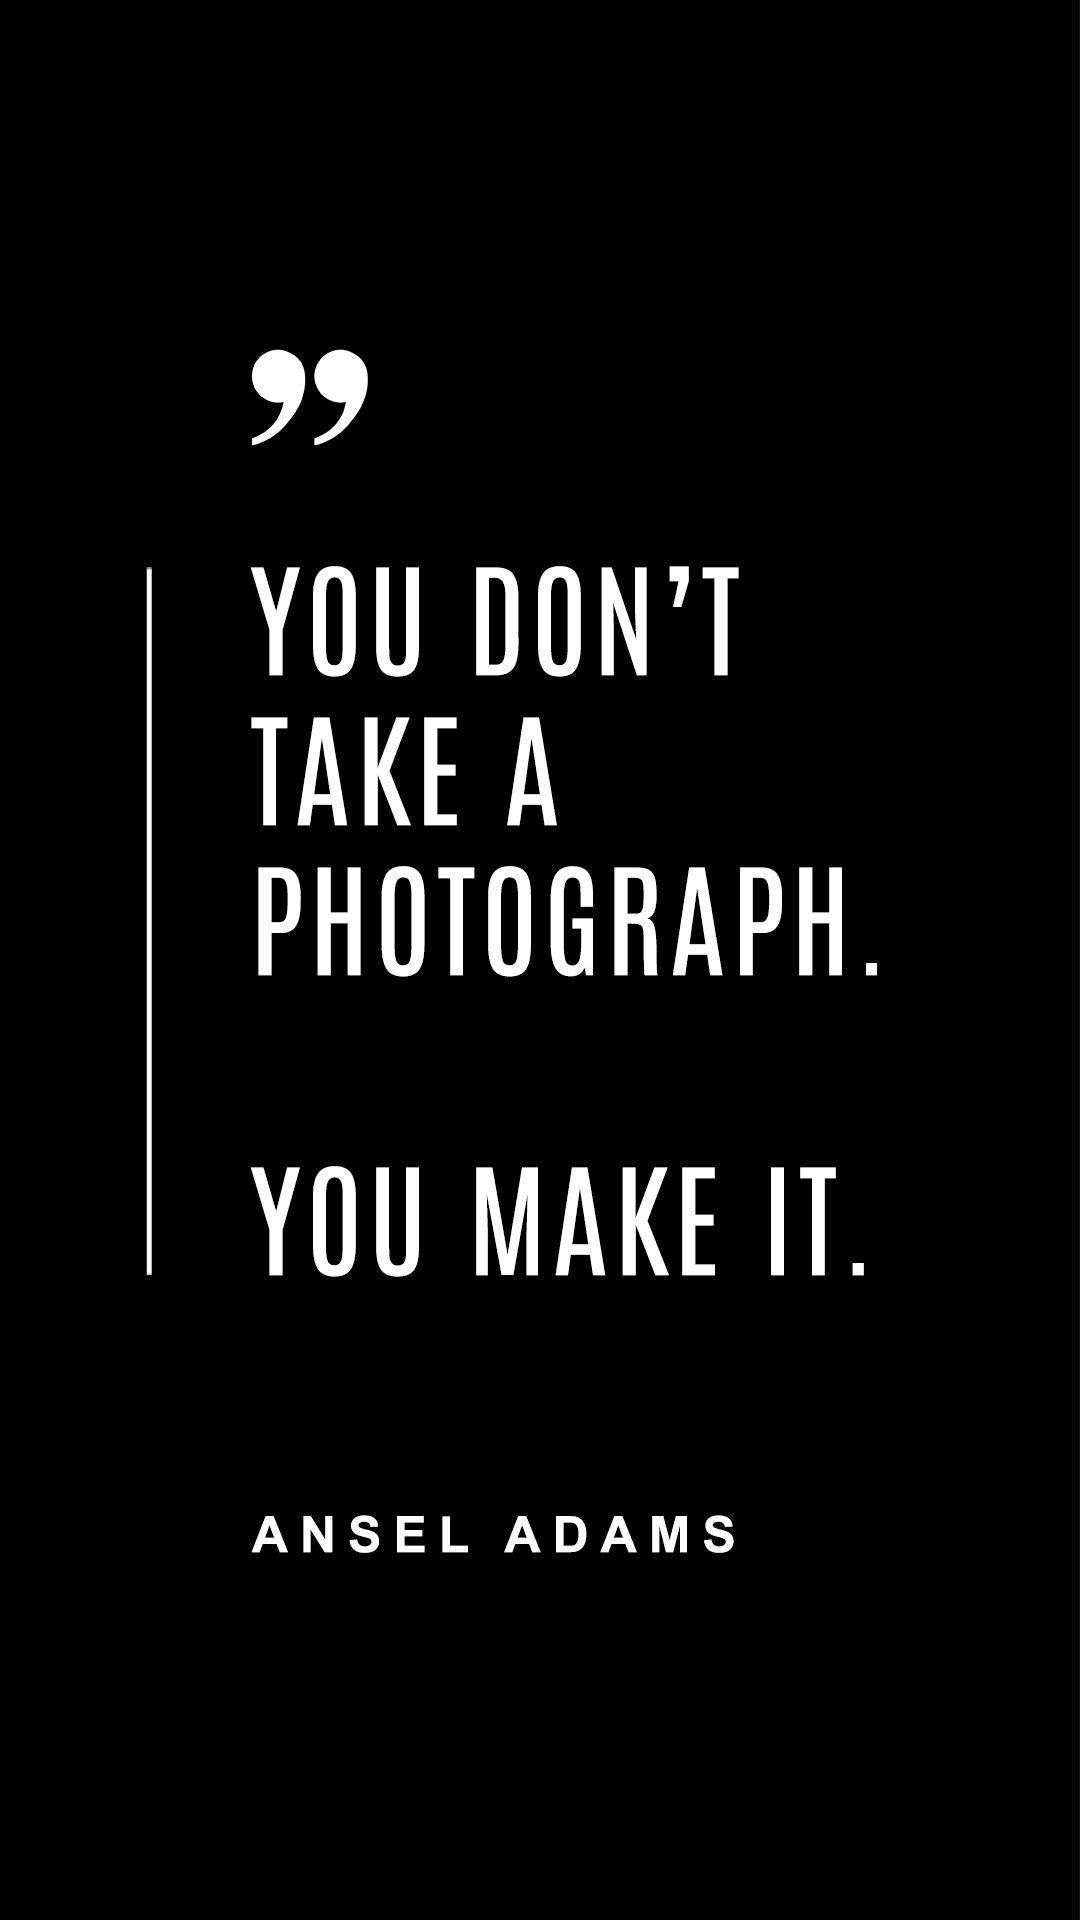 ”
YOU DON’T
TAKE A
PHOTOGRAPH.
YOU MAKE IT.
ANSEL ADAMS